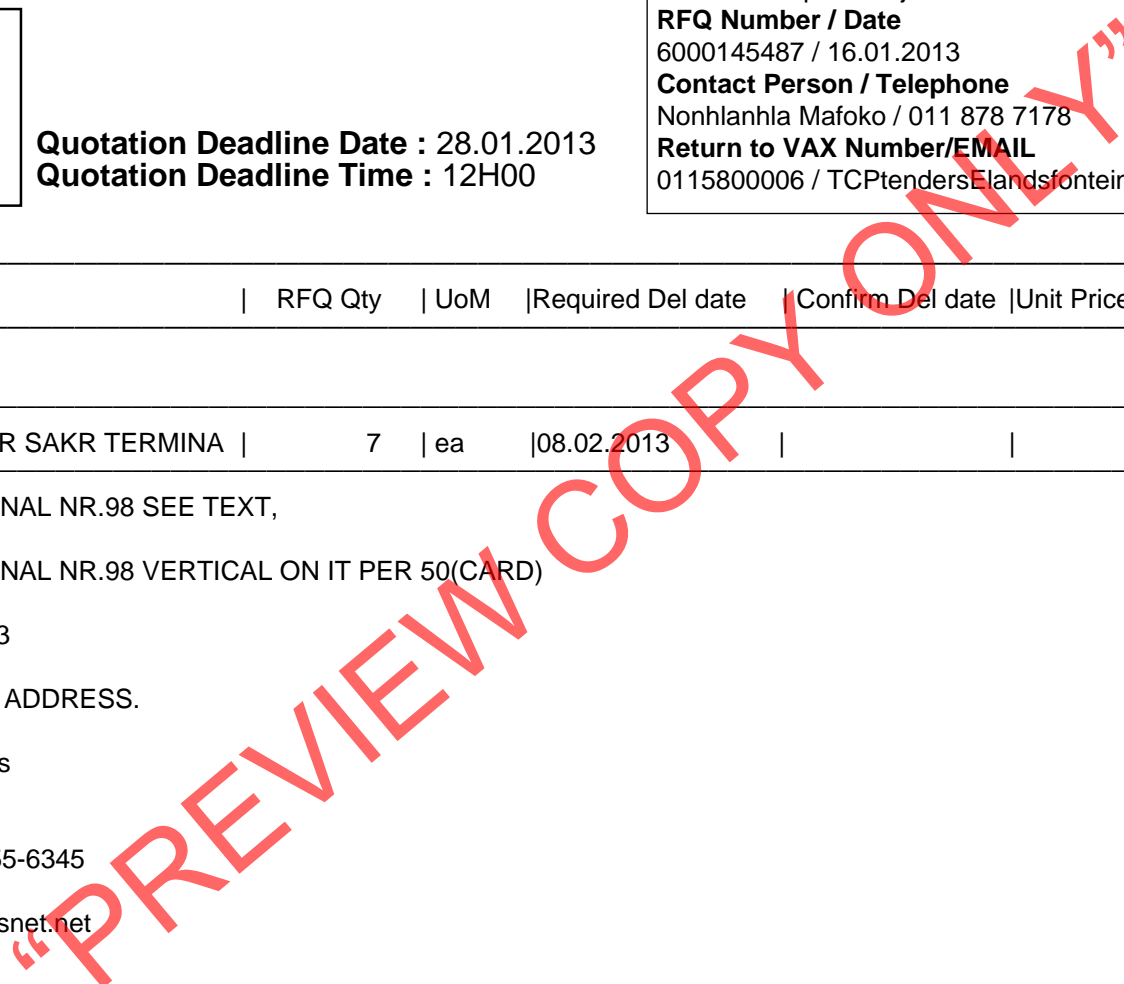 RFQ Number / Date
6000145487 / 16.01.2013
Contact Person / Telephone
Nonhlanhla Mafoko / 011 878 7178
Return to VAX Number/EMAIL
0115800006 / TCPtendersElandsfontein
Quotation Deadline Date : 28.01.2013
Quotation Deadline Time : 12H00
| RFQ Qty | UoM |Required Del date | Confirm Del date |Unit Price
R SAKR TERMINA | 7 | ea |08.02.2013 | |
NAL NR.98 SEE TEXT,
NAL NR.98 VERTICAL ON IT PER 50(CARD)
3
ADDRESS.
s
55-6345
snet.net
“PREVIEW COPY ONLY”